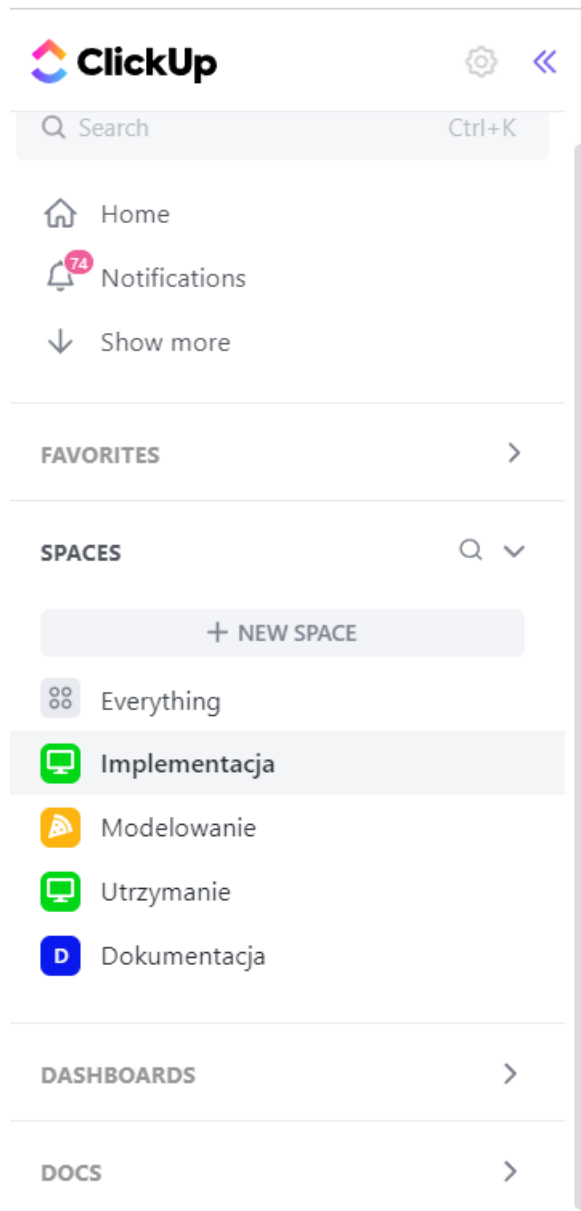 ClickUp
Search Ctrl+K
Home
74
Notifications
Show more
FAVORITES
SPACES
+ NEW SPACE
Everything
Implementacja
Modelowanie
Utrzymanie
D Dokumentacja
DASHBOARDS
DOCS